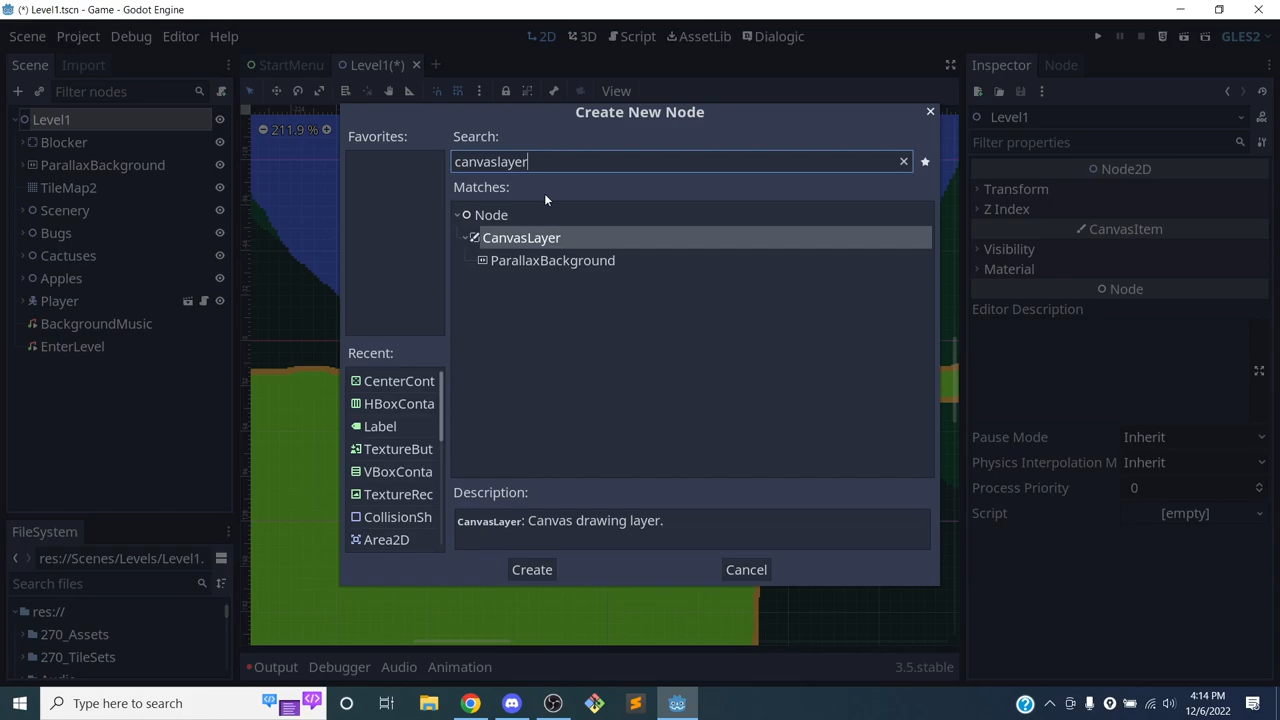 (*) Level1.tscn - Game - Godot Engine
Scene Project Debug Editor Help
2D 3D Script AssetLib Dialogic
GLES2
Scene Import
StartMenu Level1(*)
Inspector Node
Filter nodes
View
Level1
Blocker
ParallaxBackground
TileMap2
Scenery
Bugs
Cactuses
Apples
Player
BackgroundMusic
EnterLevel
211.9 %
Create New Node
Favorites:
Search:
canvaslayer
Matches:
Node
CanvasLayer
ParallaxBackground
Recent:
CenterCont
HBoxConta
Label
TextureBut
VBoxConta
TextureRec
CollisionSh
Area2D
Description:
CanvasLayer: Canvas drawing layer.
Create Cancel
Level1
Filter properties
Node2D
Transform
Z Index
CanvasItem
Visibility
Material
Node
Editor Description
Pause Mode Inherit
Physics Interpolation M Inherit
Process Priority 0
Script [empty]
FileSystem
res://Scenes/Levels/Level1.
Search files
res://
270_Assets
270_TileSets
Output Debugger Audio Animation
3.5.stable
Type here to search
4:14 PM
12/6/2022